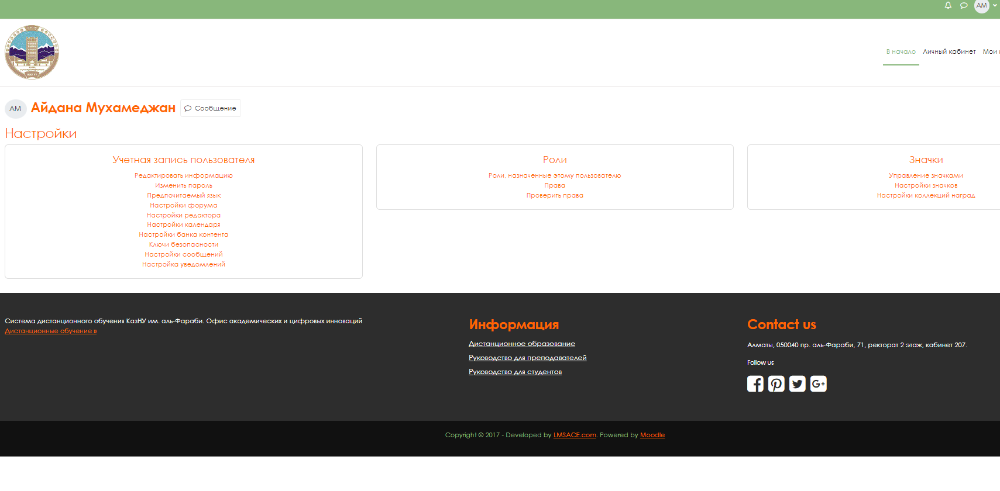 AM
В начало Личный кабинет Мои
AM Айдана Мухамеджан Сообщение
Настройки
Учетная запись пользователя
Редактировать информацию
Изменить пароль
Предпочитаемый язык
Настройки форума
Настройки редактора
Настройки календаря
Настройки банка контента
Ключи безопасности
Настройки сообщений
Настройка уведомлений
Роли
Роли, назначенные этому пользователю
Права
Проверить права
Значки
Управление значками
Настройки значков
Настройки коллекций наград
Система дистанционного обучения КазНУ им. аль-Фараби. Офис академических и цифровых инноваций
Дистанционные обучение »
Информация
Дистанционное образование
Руководство для преподавателей
Руководство для студентов
Contact us
Алматы, 050040 пр. аль-Фараби, 71, ректорат 2 этаж, кабинет 207.
Follow us
Copyright © 2017 - Developed by LMSACE.com. Powered by Moodle